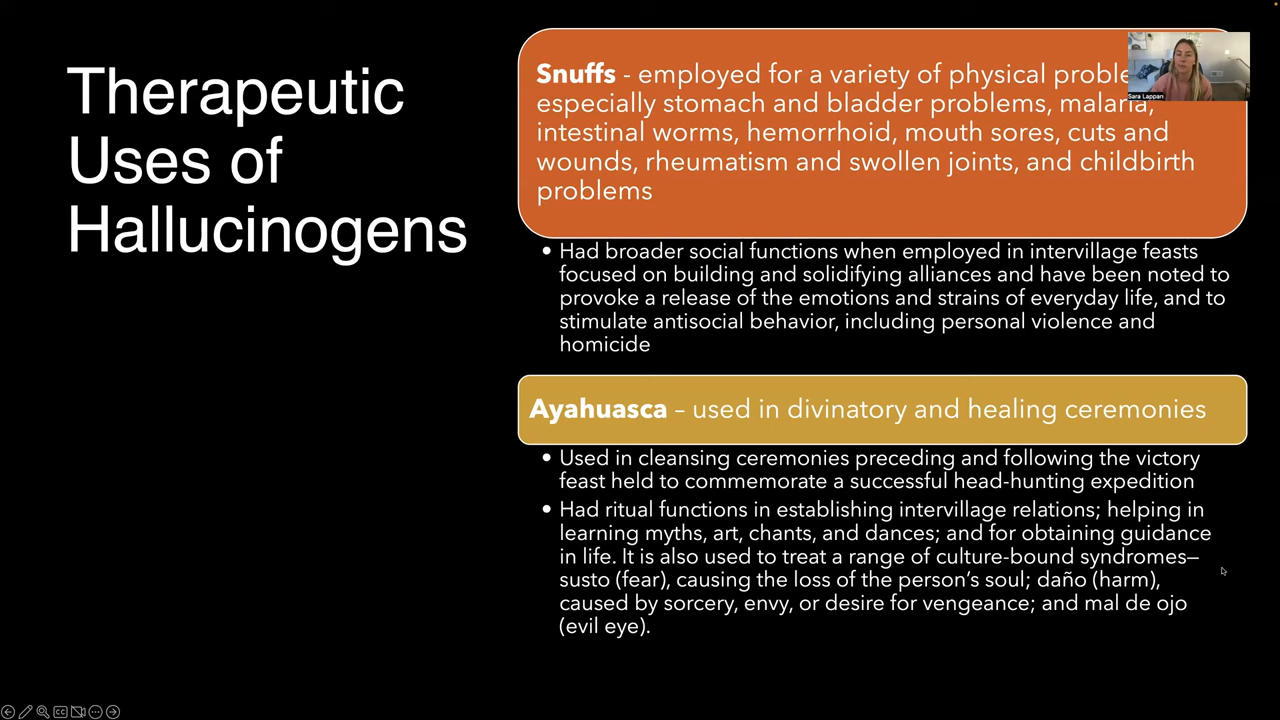 Therapeutic
Uses of
Hallucinogens
Snuffs - employed for a variety of physical
especially stomach and bladder problems, malaria,
intestinal worms, hemorrhoid, mouth sores, cuts and
wounds, rheumatism and swollen joints, and childbirth
problems
• Had broader social functions when employed in intervillage feasts
focused on building and solidifying alliances and have been noted to
provoke a release of the emotions and strains of everyday life, and to
stimulate antisocial behavior, including personal violence and
homicide
Ayahuasca – used in divinatory and healing ceremonies
• Used in cleansing ceremonies preceding and following the victory
feast held to commemorate a successful head-hunting expedition
• Had ritual functions in establishing intervillage relations; helping in
learning myths, art, chants, and dances; and for obtaining guidance
in life. It is also used to treat a range of culture-bound syndromes—
susto (fear), causing the loss of the person's soul; daño (harm),
caused by sorcery, envy, or desire for vengeance; and mal de ojo
(evil eye).
Sara Lappan
CC